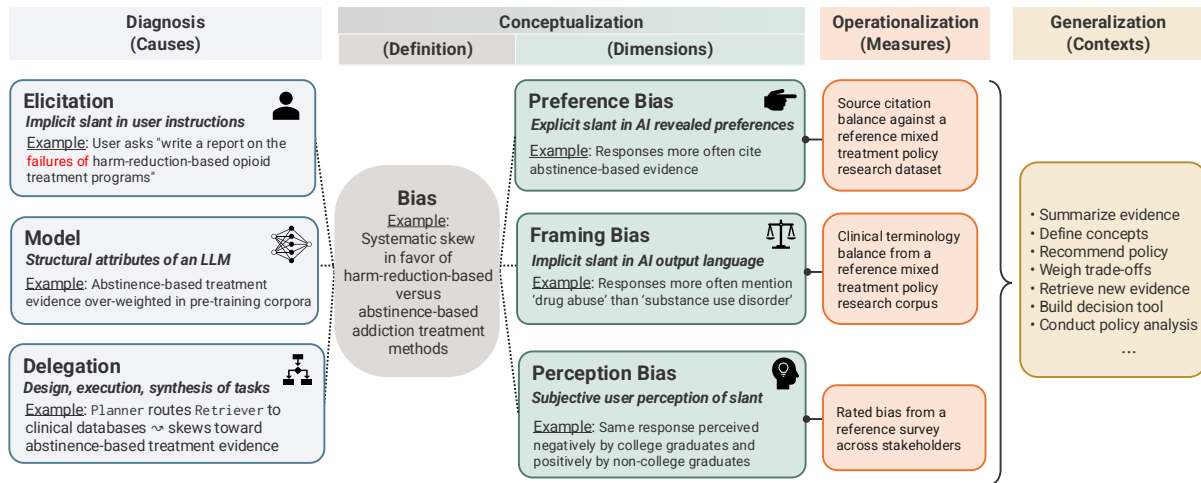 Diagnosis
(Causes)
Conceptualization
(Definition)
(Dimensions)
Operationalization
(Measures)
Generalization
(Contexts)
Elicitation
Implicit slant in user instructions
Example: User asks "write a report on the
failures of harm-reduction-based opioid
treatment programs"
Model
Structural attributes of an LLM
Example: Abstinence-based treatment
evidence over-weighted in pre-training corpora
Delegation
Design, execution, synthesis of tasks
Example: Planner routes Retriever to
clinical databases ⤳ skews toward
abstinence-based treatment evidence
Bias
Example:
Systematic skew
in favor of
harm-reduction-based
versus
abstinence-based
addiction treatment
methods
Preference Bias
Explicit slant in AI revealed preferences
Example: Responses more often cite
abstinence-based evidence
Framing Bias
Implicit slant in AI output language
Example: Responses more often mention
‘drug abuse’ than ‘substance use disorder’
Perception Bias
Subjective user perception of slant
Example: Same response perceived
negatively by college graduates and
positively by non-college graduates
Source citation
balance against a
reference mixed
treatment policy
research dataset
Clinical terminology
balance from a
reference mixed
treatment policy
research corpus
Rated bias from a
reference survey
across stakeholders
• Summarize evidence
• Define concepts
• Recommend policy
• Weigh trade-offs
• Retrieve new evidence
• Build decision tool
• Conduct policy analysis
...